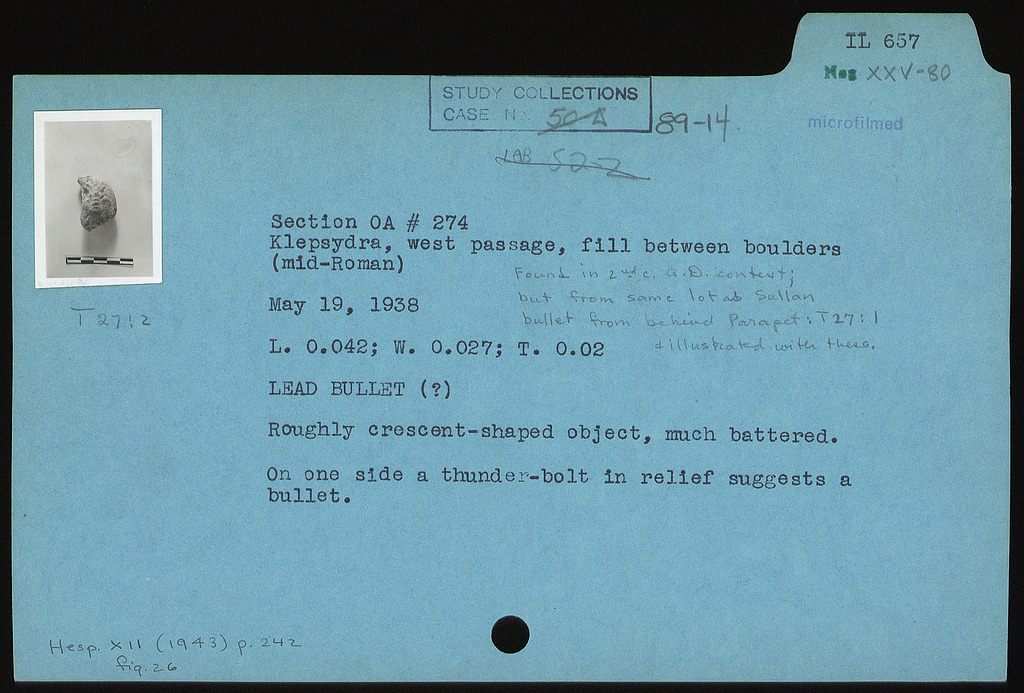 IL 657
Neg XXV-80
microfilmed
STUDY COLLECTIONS
CASE No. 50A
89-14.
LAB 522
Section OA # 274
Klepsydra, west passage, fill between boulders
(mid-Roman)
Found in 2nd c. A.D. context;
but from same lot as Sullan
bullet from behind Parapet: T27:1
& illustrated with these.
T 27:2
May 19, 1938
L. 0.042; W. 0.027; T. 0.02
LEAD BULLET (?)
Roughly crescent-shaped object, much battered.
On one side a thunder-bolt in relief suggests a
bullet.
Hesp. XII (1943) p. 242
fig. 26